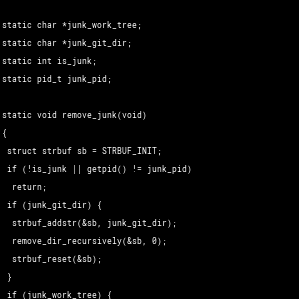 static char *junk_work_tree;
static char *junk_git_dir;
static int is_junk;
static pid_t junk_pid;
static void remove_junk(void)
{
struct strbuf sb = STRBUF_INIT;
if (!is_junk || getpid() != junk_pid)
return;
if (junk_git_dir) {
strbuf_addstr(&sb, junk_git_dir);
remove_dir_recursively(&sb, 0);
strbuf_reset(&sb);
}
if (junk_work_tree) {